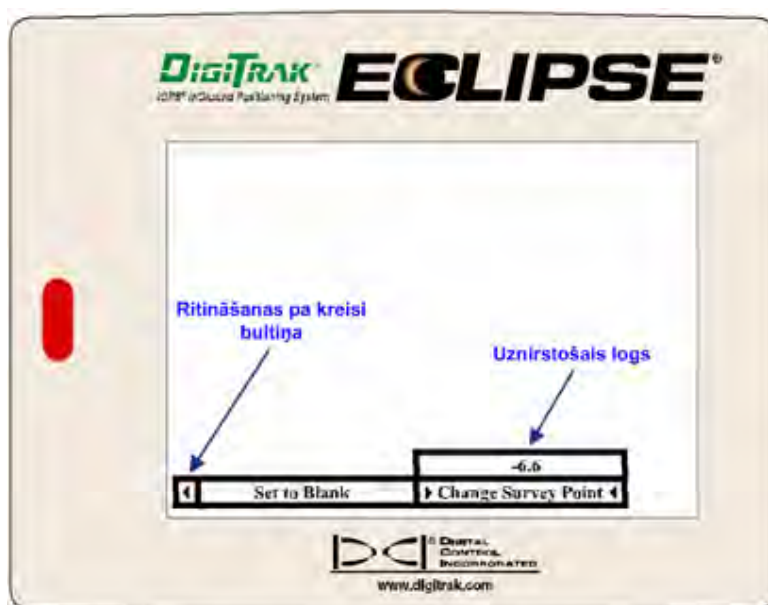 DIGITRAK® ECLIPSE®
iGPS® inGround Positioning System
Ritināšanas pa kreisi
bultiņa
Uznirstošais logs
-6.6
Set to Blank
Change Survey Point
® DIGITAL
CONTROL
INCORPORATED
www.digitrak.com